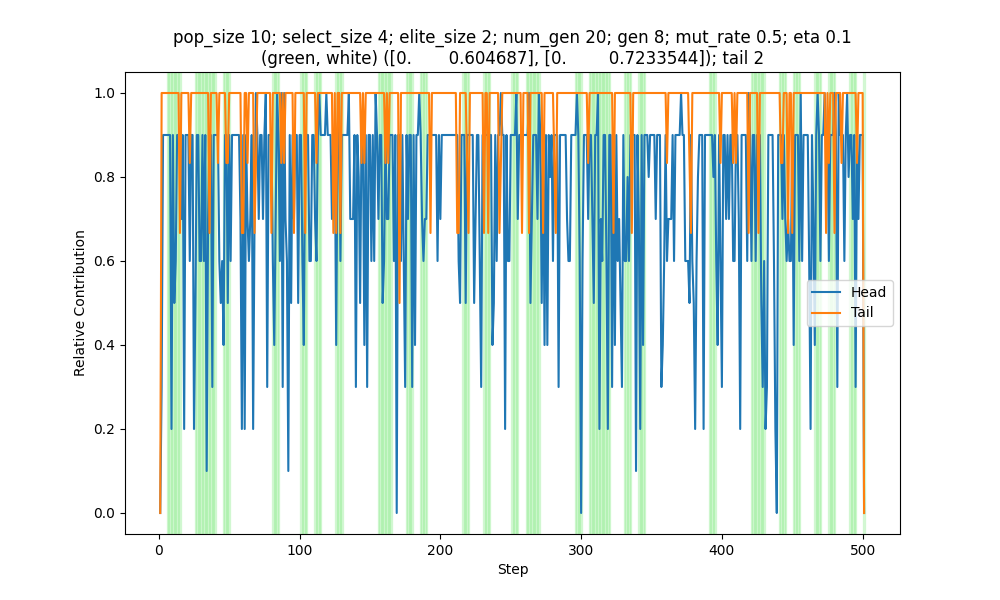 pop_size 10; select_size 4; elite_size 2; num_gen 20; gen 8; mut_rate 0.5; eta 0.1
(green, white) ([0. 0.604687], [0. 0.7233544]); tail 2
1.0
0.8
0.6
0.4
0.2
0.0
Relative Contribution
Head
Tail
0
100
200
300
400
500
Step